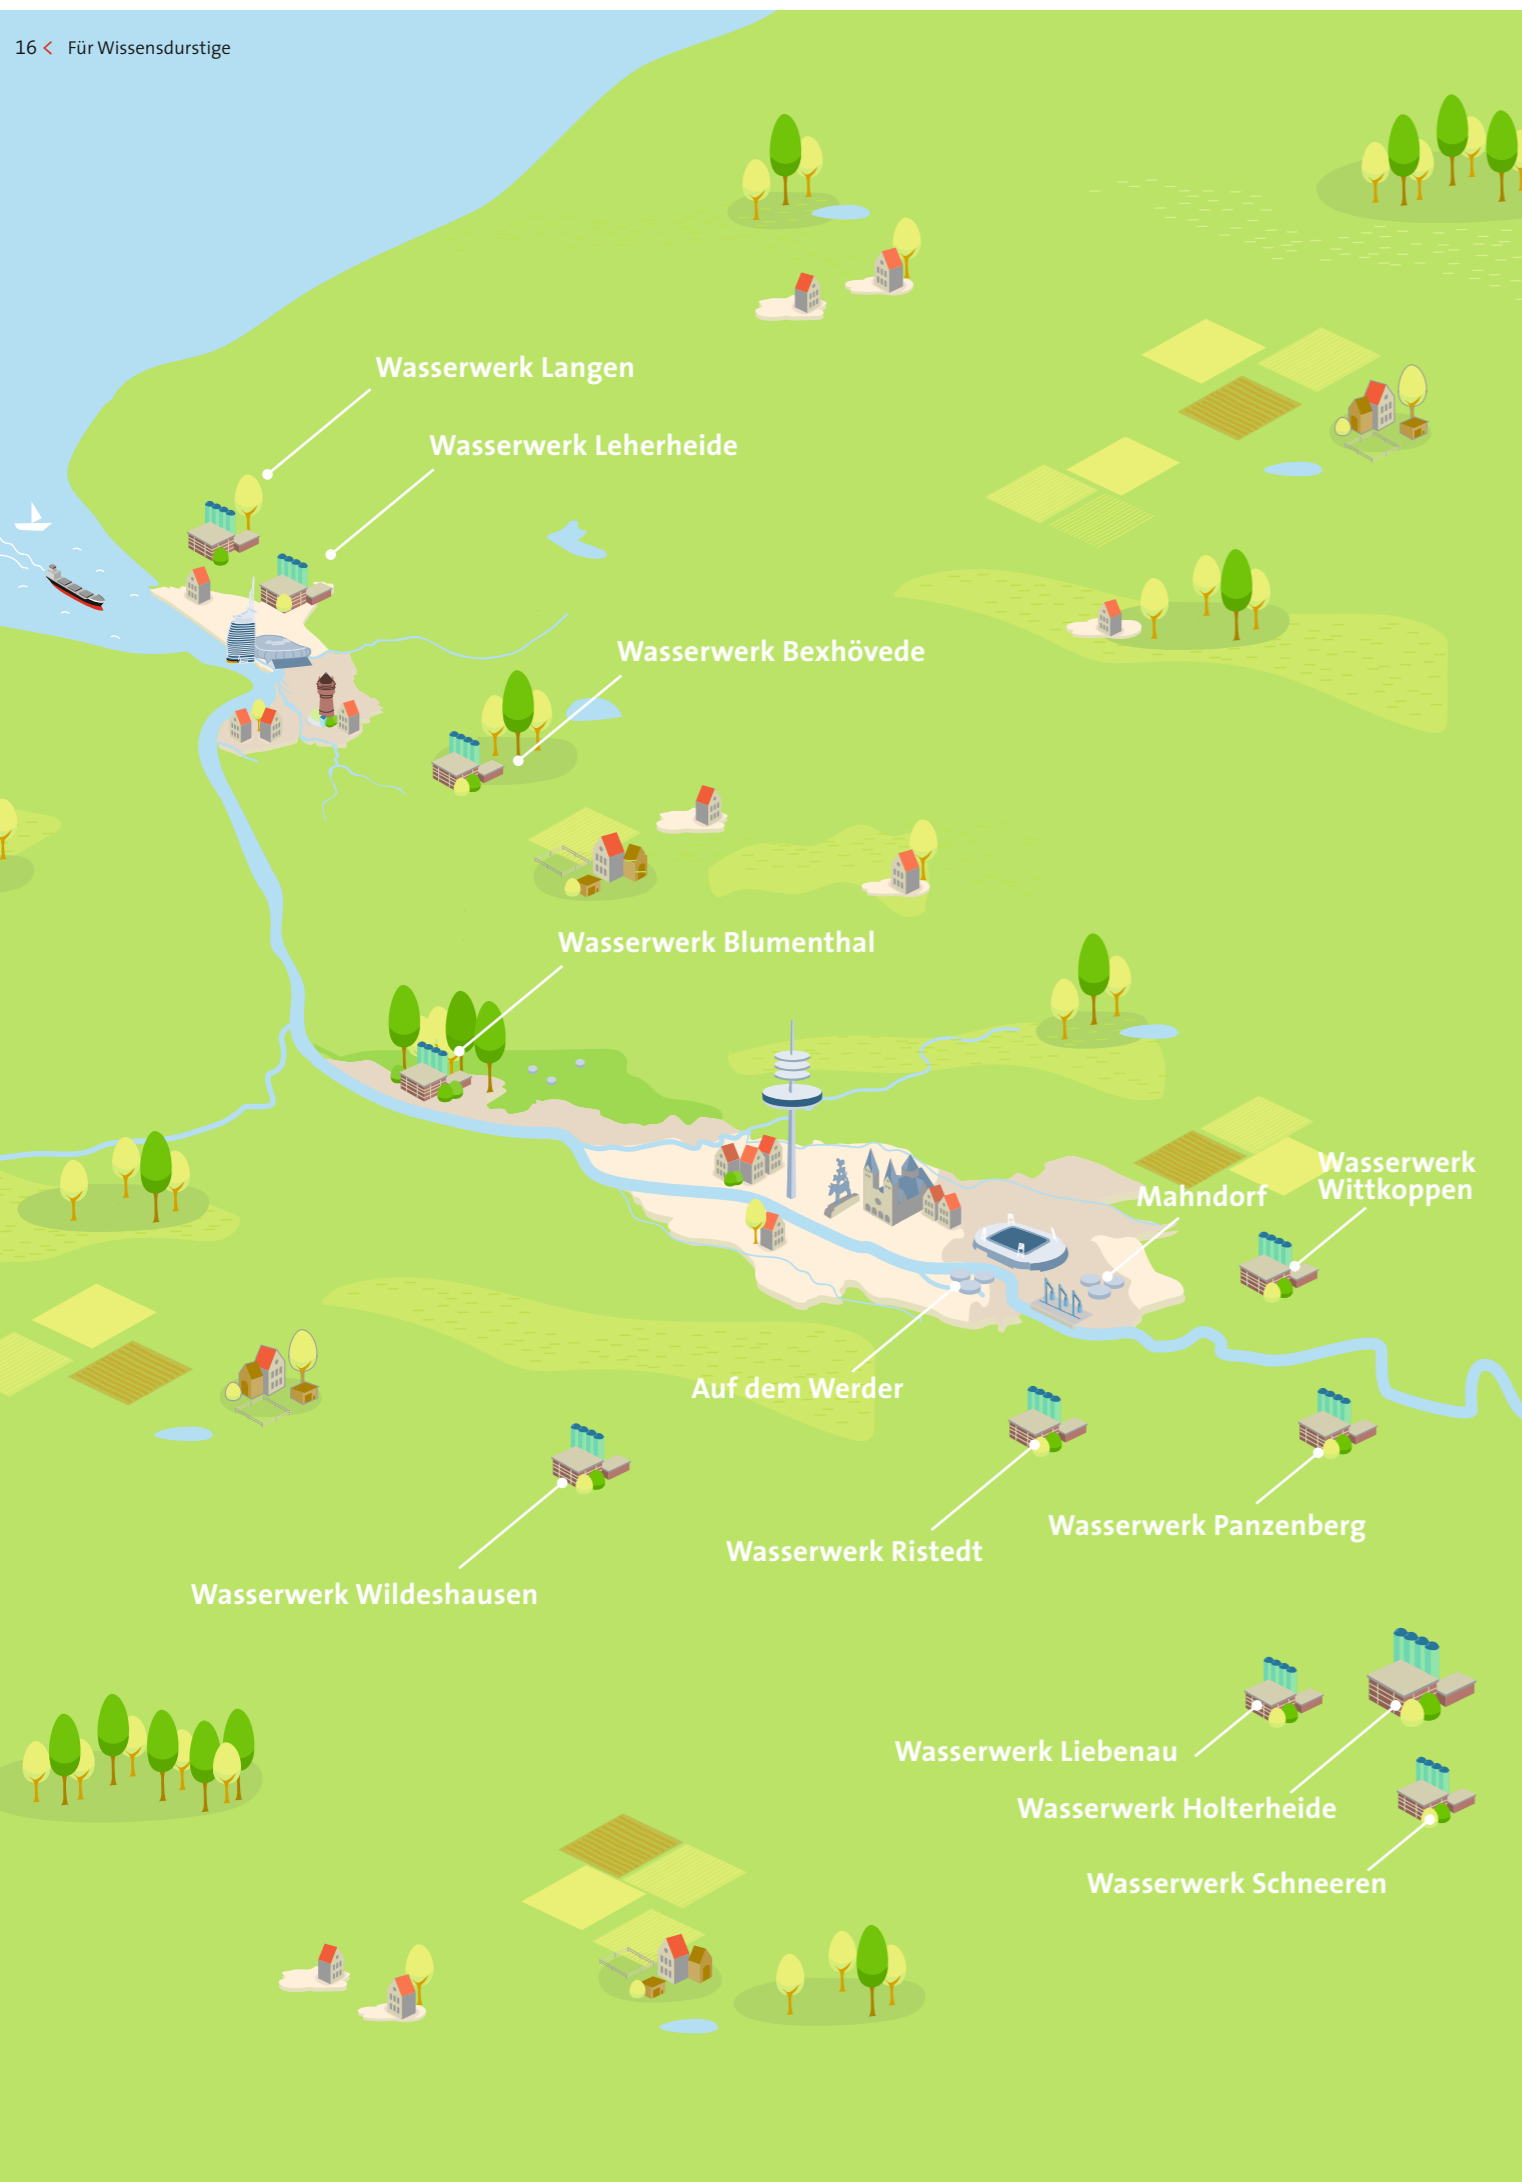 16 < Für Wissensdurstige
Wasserwerk Langen
Wasserwerk Leherheide
Wasserwerk Bexhövede
Wasserwerk Blumenthal
Wasserwerk
Wittkoppen
Mahndorf
Auf dem Werder
Wasserwerk Panzenberg
Wasserwerk Ristedt
Wasserwerk Wildeshausen
Wasserwerk Liebenau
Wasserwerk Holterheide
Wasserwerk Schneeren